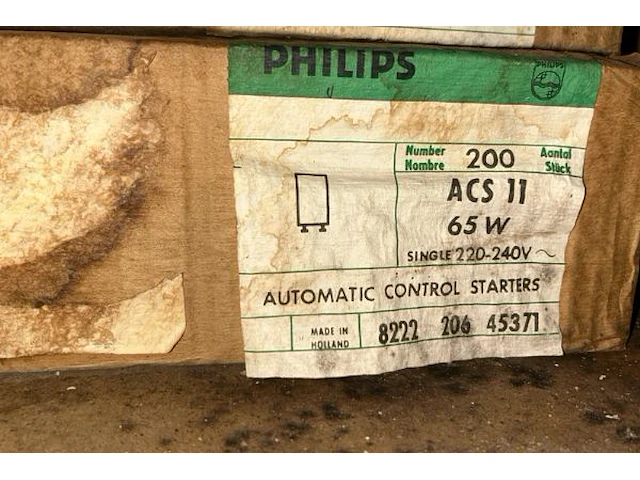 PHILIPS
PHILIPS
Number Nombre 200 Aantal Stück
ACS 11
65 W
SINGLE 220-240V ~
AUTOMATIC CONTROL STARTERS
MADE IN HOLLAND 8222 206 45371